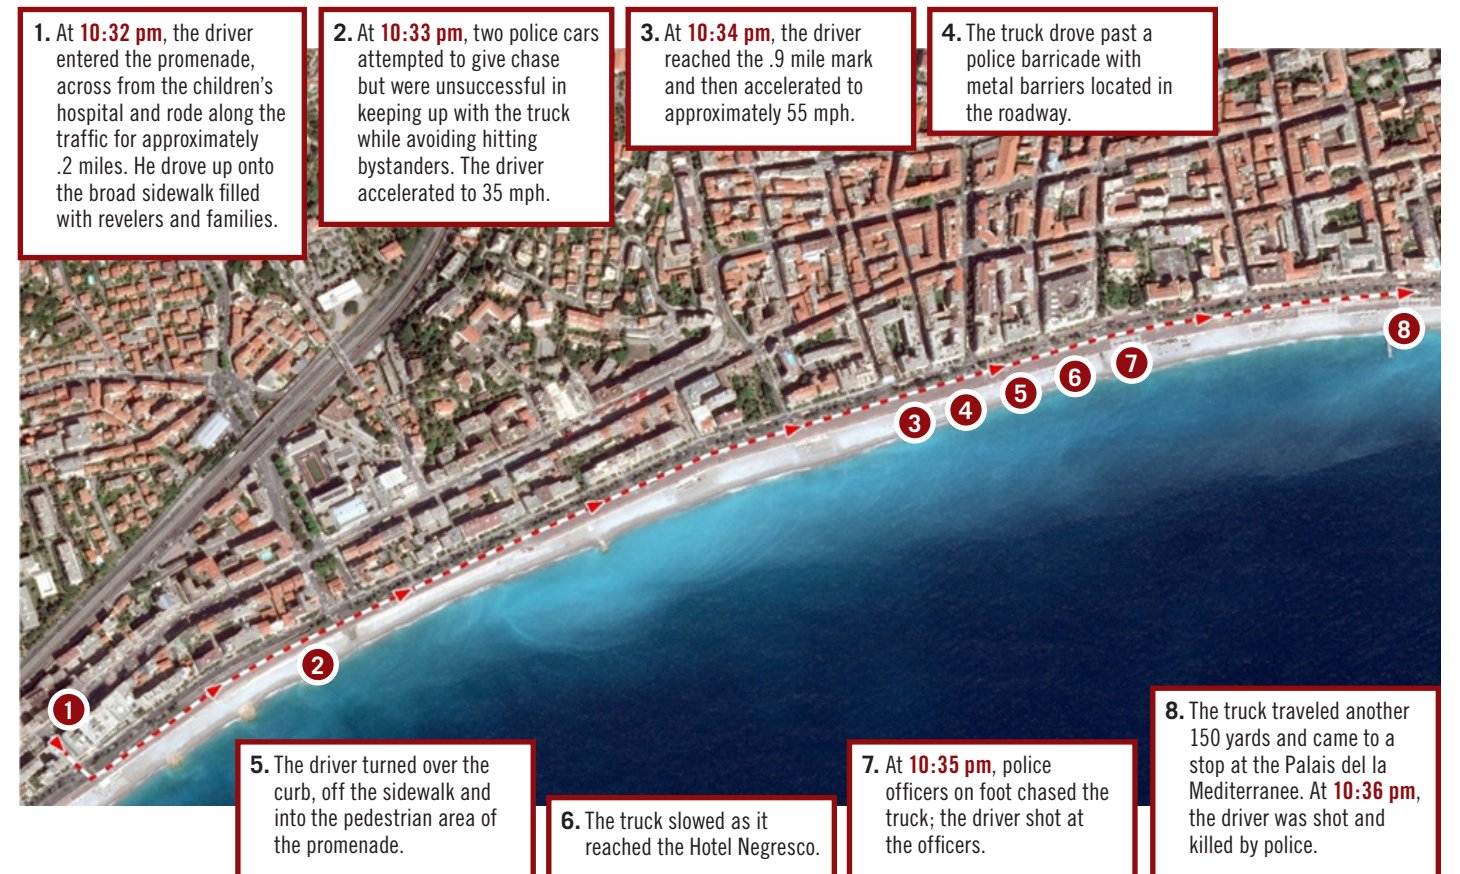 1. At 10:32 pm, the driver
entered the promenade,
across from the children's
hospital and rode along the
traffic for approximately
.2 miles. He drove up onto
the broad sidewalk filled
with revelers and families.
2. At 10:33 pm, two police cars
attempted to give chase
but were unsuccessful in
keeping up with the truck
while avoiding hitting
bystanders. The driver
accelerated to 35 mph.
3. At 10:34 pm, the driver
reached the .9 mile mark
and then accelerated to
approximately 55 mph.
4. The truck drove past a
police barricade with
metal barriers located in
the roadway.
8
7
6
5
4
3
2
1
5. The driver turned over the
curb, off the sidewalk and
into the pedestrian area of
the promenade.
6. The truck slowed as it
reached the Hotel Negresco.
7. At 10:35 pm, police
officers on foot chased the
truck; the driver shot at
the officers.
8. The truck traveled another
150 yards and came to a
stop at the Palais del la
Mediterranee. At 10:36 pm,
the driver was shot and
killed by police.